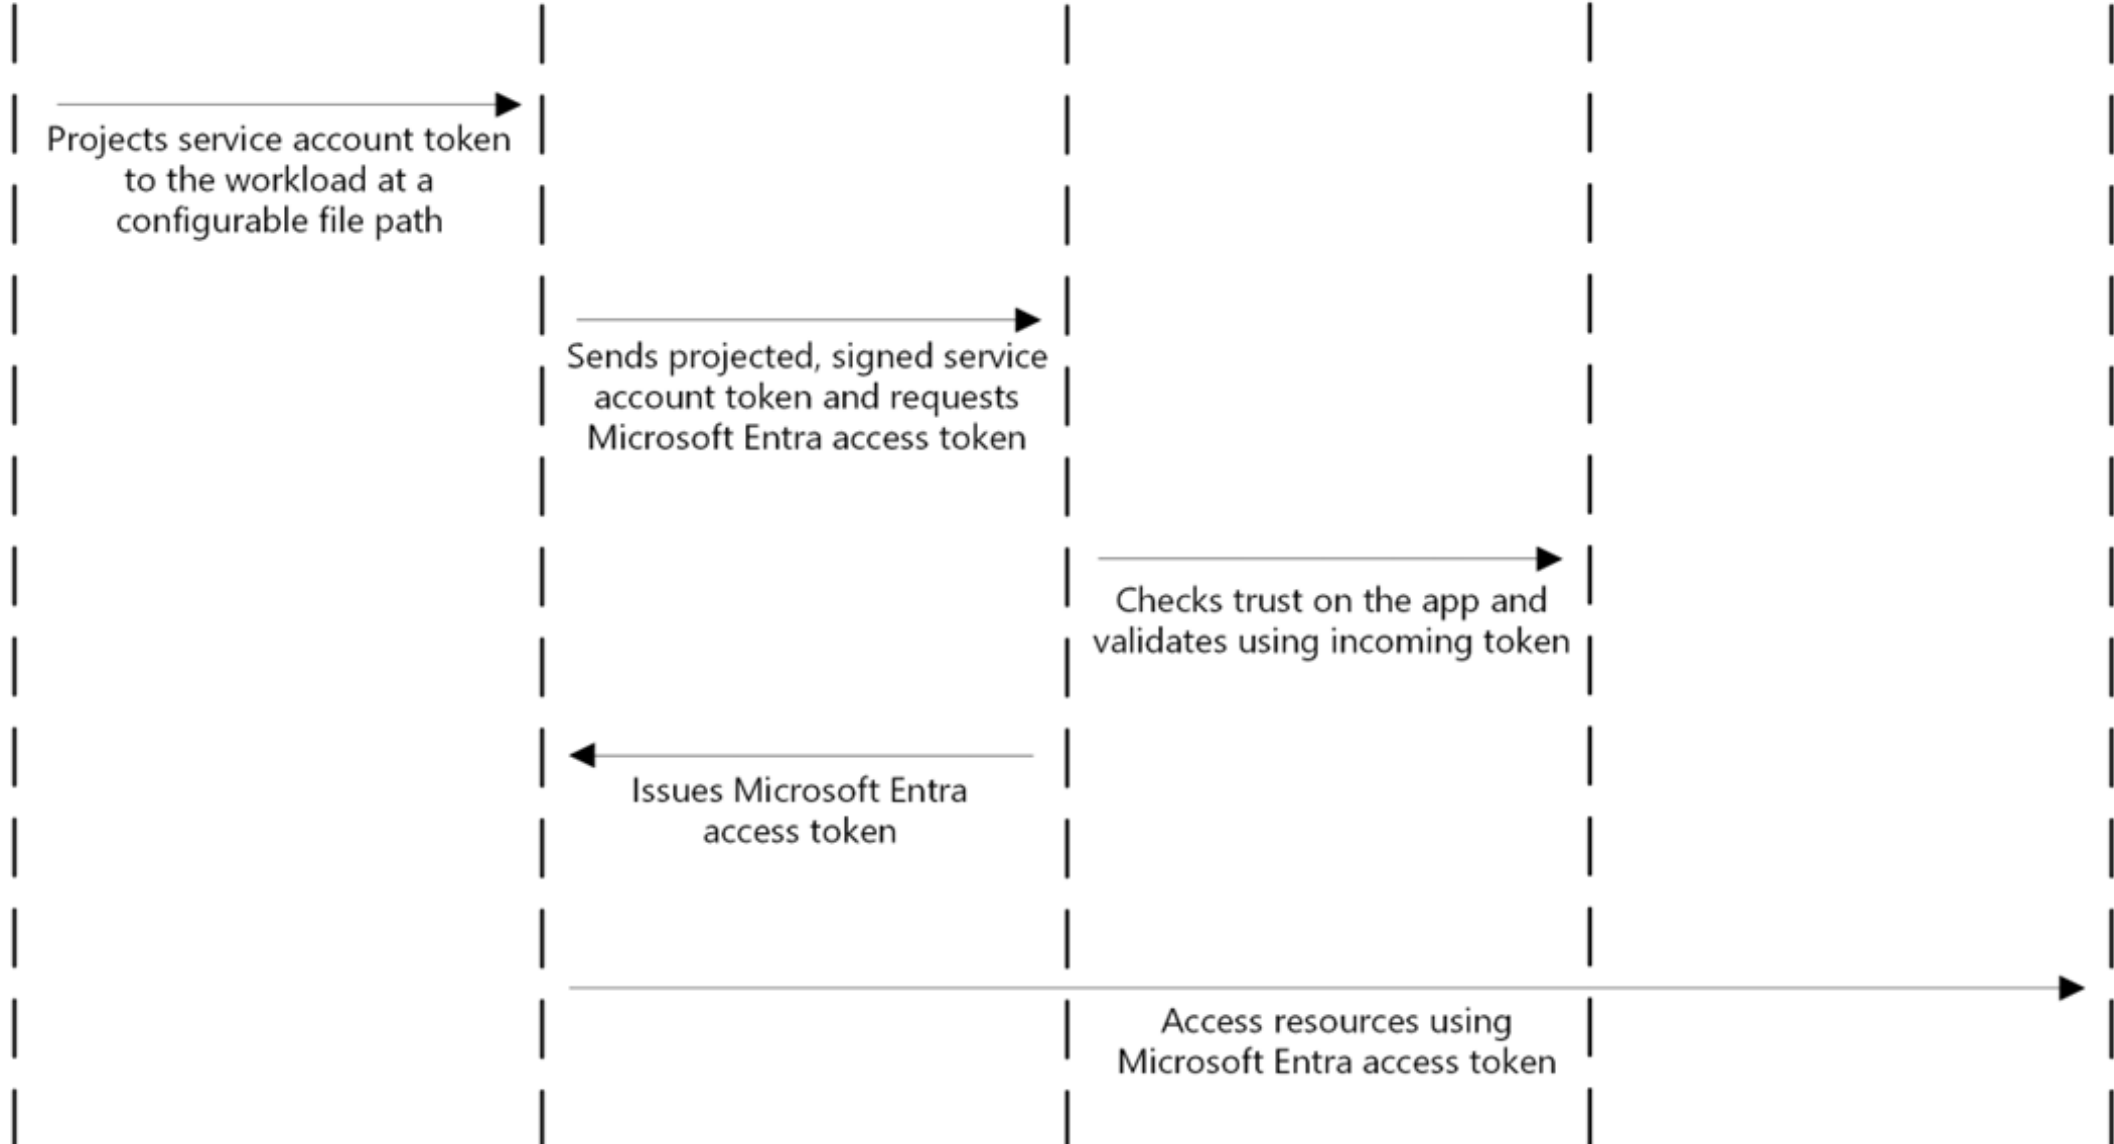 Projects service account token
to the workload at a
configurable file path
Sends projected, signed service
account token and requests
Microsoft Entra access token
Checks trust on the app and
validates using incoming token
Issues Microsoft Entra
access token
Access resources using
Microsoft Entra access token